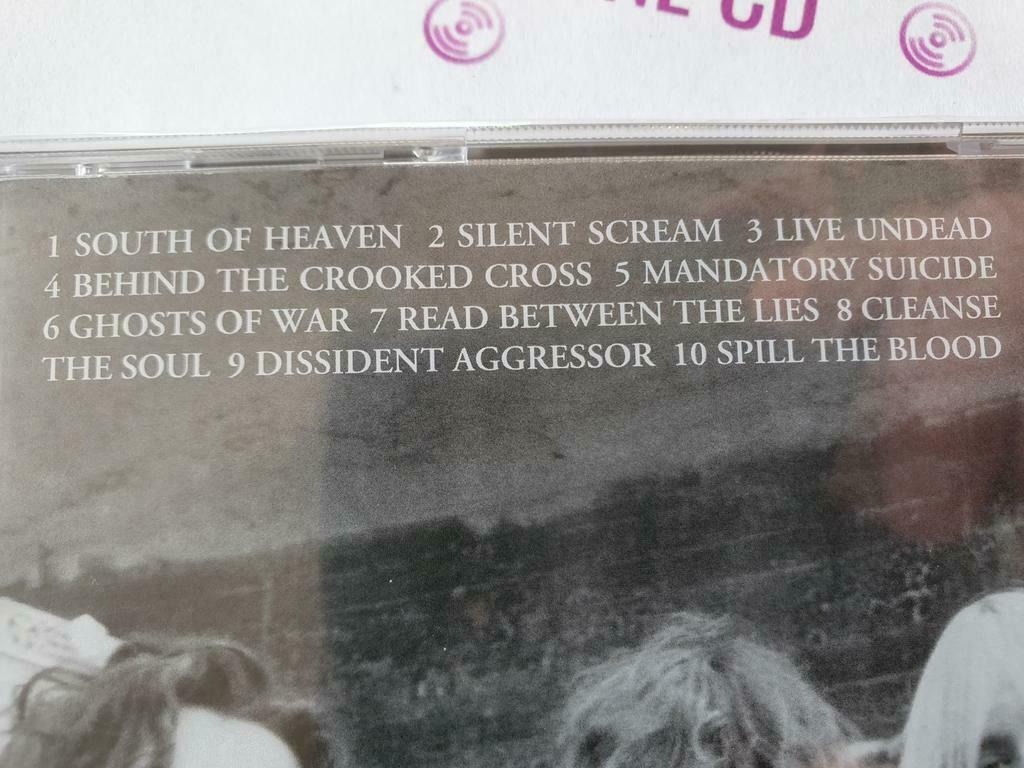 CD
1 SOUTH OF HEAVEN 2 SILENT SCREAM 3 LIVE UNDEAD
4 BEHIND THE CROOKED CROSS 5 MANDATORY SUICIDE
6 GHOSTS OF WAR 7 READ BETWEEN THE LIES 8 CLEANSE
THE SOUL 9 DISSIDENT AGGRESSOR 10 SPILL THE BLOOD